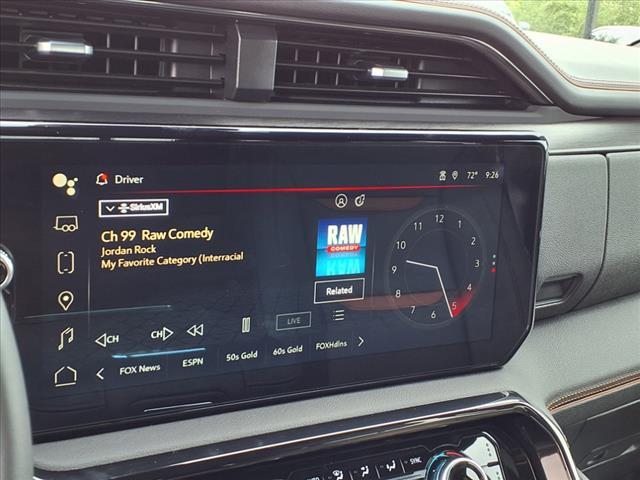 Driver
72° 9:26
SiriusXM
Ch 99 Raw Comedy
Jordan Rock
My Favorite Category (Interracial
RAW
COMEDY
Related
12
1
2
3
4
5
6
7
8
9
10
11
CH
CH
LIVE
FOX News
ESPN
50s Gold
60s Gold
FOXHdlns
SYNC